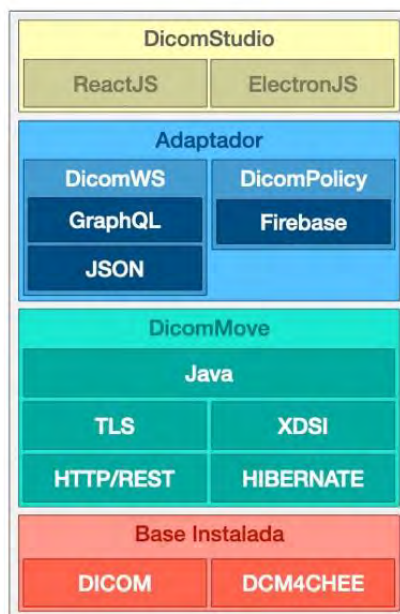 DicomStudio
ReactJS ElectronJS
Adaptador
DicomWS DicomPolicy
GraphQL Firebase
JSON
DicomMove
Java
TLS XDSI
HTTP/REST HIBERNATE
Base Instalada
DICOM DCM4CHEE